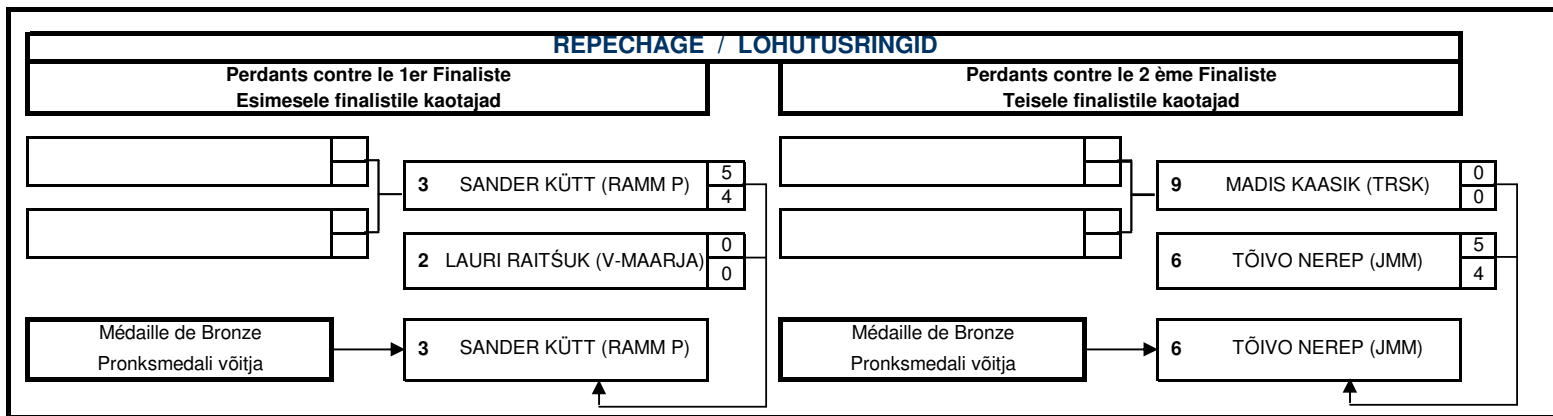 REPECHAGE / LOHUTUSRINGID
Perdants contre le 1er Finaliste
Esimesele finalistile kaotajad
Perdants contre le 2 ème Finaliste
Teisele finalistile kaotajad
3 SANDER KÜTT (RAMM P) 5
4
2 LAURI RAITŚUK (V-MAARJA) 0
0
9 MADIS KAASIK (TRSK) 0
0
6 TÕIVO NEREP (JMM) 5
4
Médaille de Bronze
Pronksmedali võitja
3 SANDER KÜTT (RAMM P)
Médaille de Bronze
Pronksmedali võitja
6 TÕIVO NEREP (JMM)